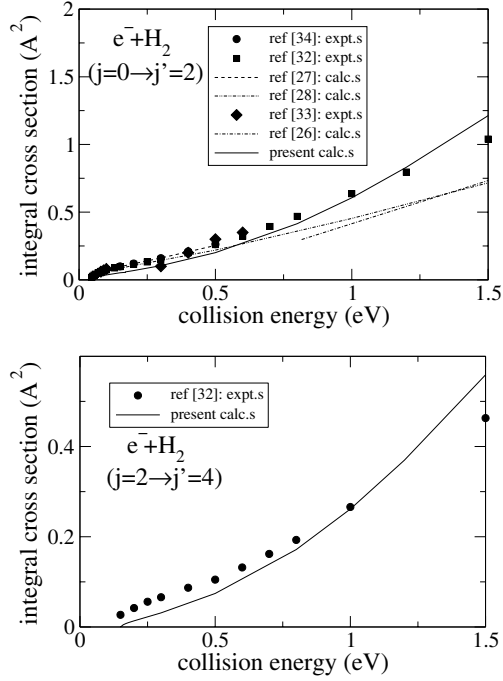 2
1.5
1
0.5
0
integral cross section (A²)
e⁻+H₂
(j=0→j'=2)
ref [34]: expt.s
ref [32]: expt.s
ref [27]: calc.s
ref [28]: calc.s
ref [33]: expt.s
ref [26]: calc.s
present calc.s
0 0.5 1 1.5
collision energy (eV)
0.4
0.2
0
integral cross section (A²)
ref [32]: expt.s
present calc.s
e⁻+H₂
(j=2→j'=4)
0 0.5 1 1.5
collision energy (eV)